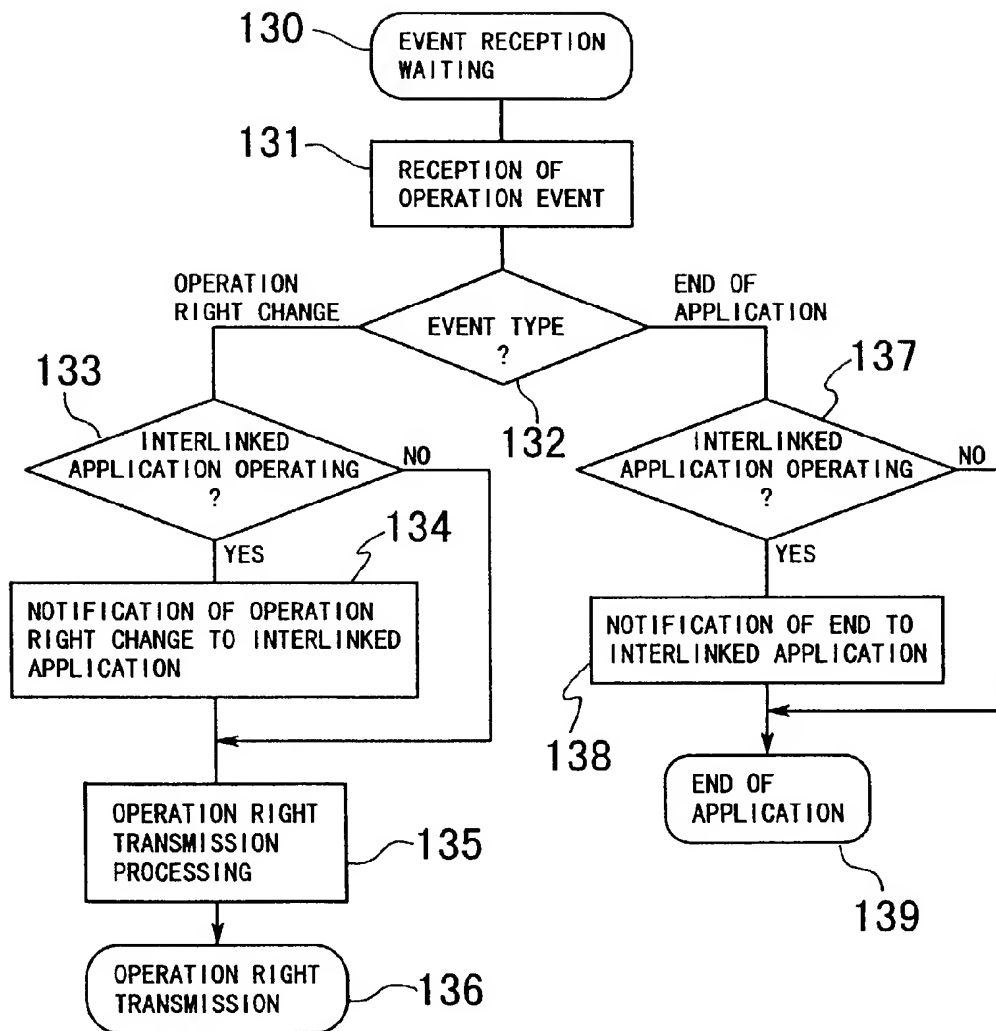 130
EVENT RECEPTION
WAITING
131
RECEPTION OF
OPERATION EVENT
OPERATION
RIGHT CHANGE
END OF
APPLICATION
EVENT TYPE
?
132
133
INTERLINKED
APPLICATION OPERATING
?
NO
YES
137
INTERLINKED
APPLICATION OPERATING
?
NO
YES
134
NOTIFICATION OF OPERATION
RIGHT CHANGE TO INTERLINKED
APPLICATION
NOTIFICATION OF END TO
INTERLINKED APPLICATION
138
OPERATION RIGHT
TRANSMISSION
PROCESSING
135
END OF
APPLICATION
139
OPERATION RIGHT
TRANSMISSION
136